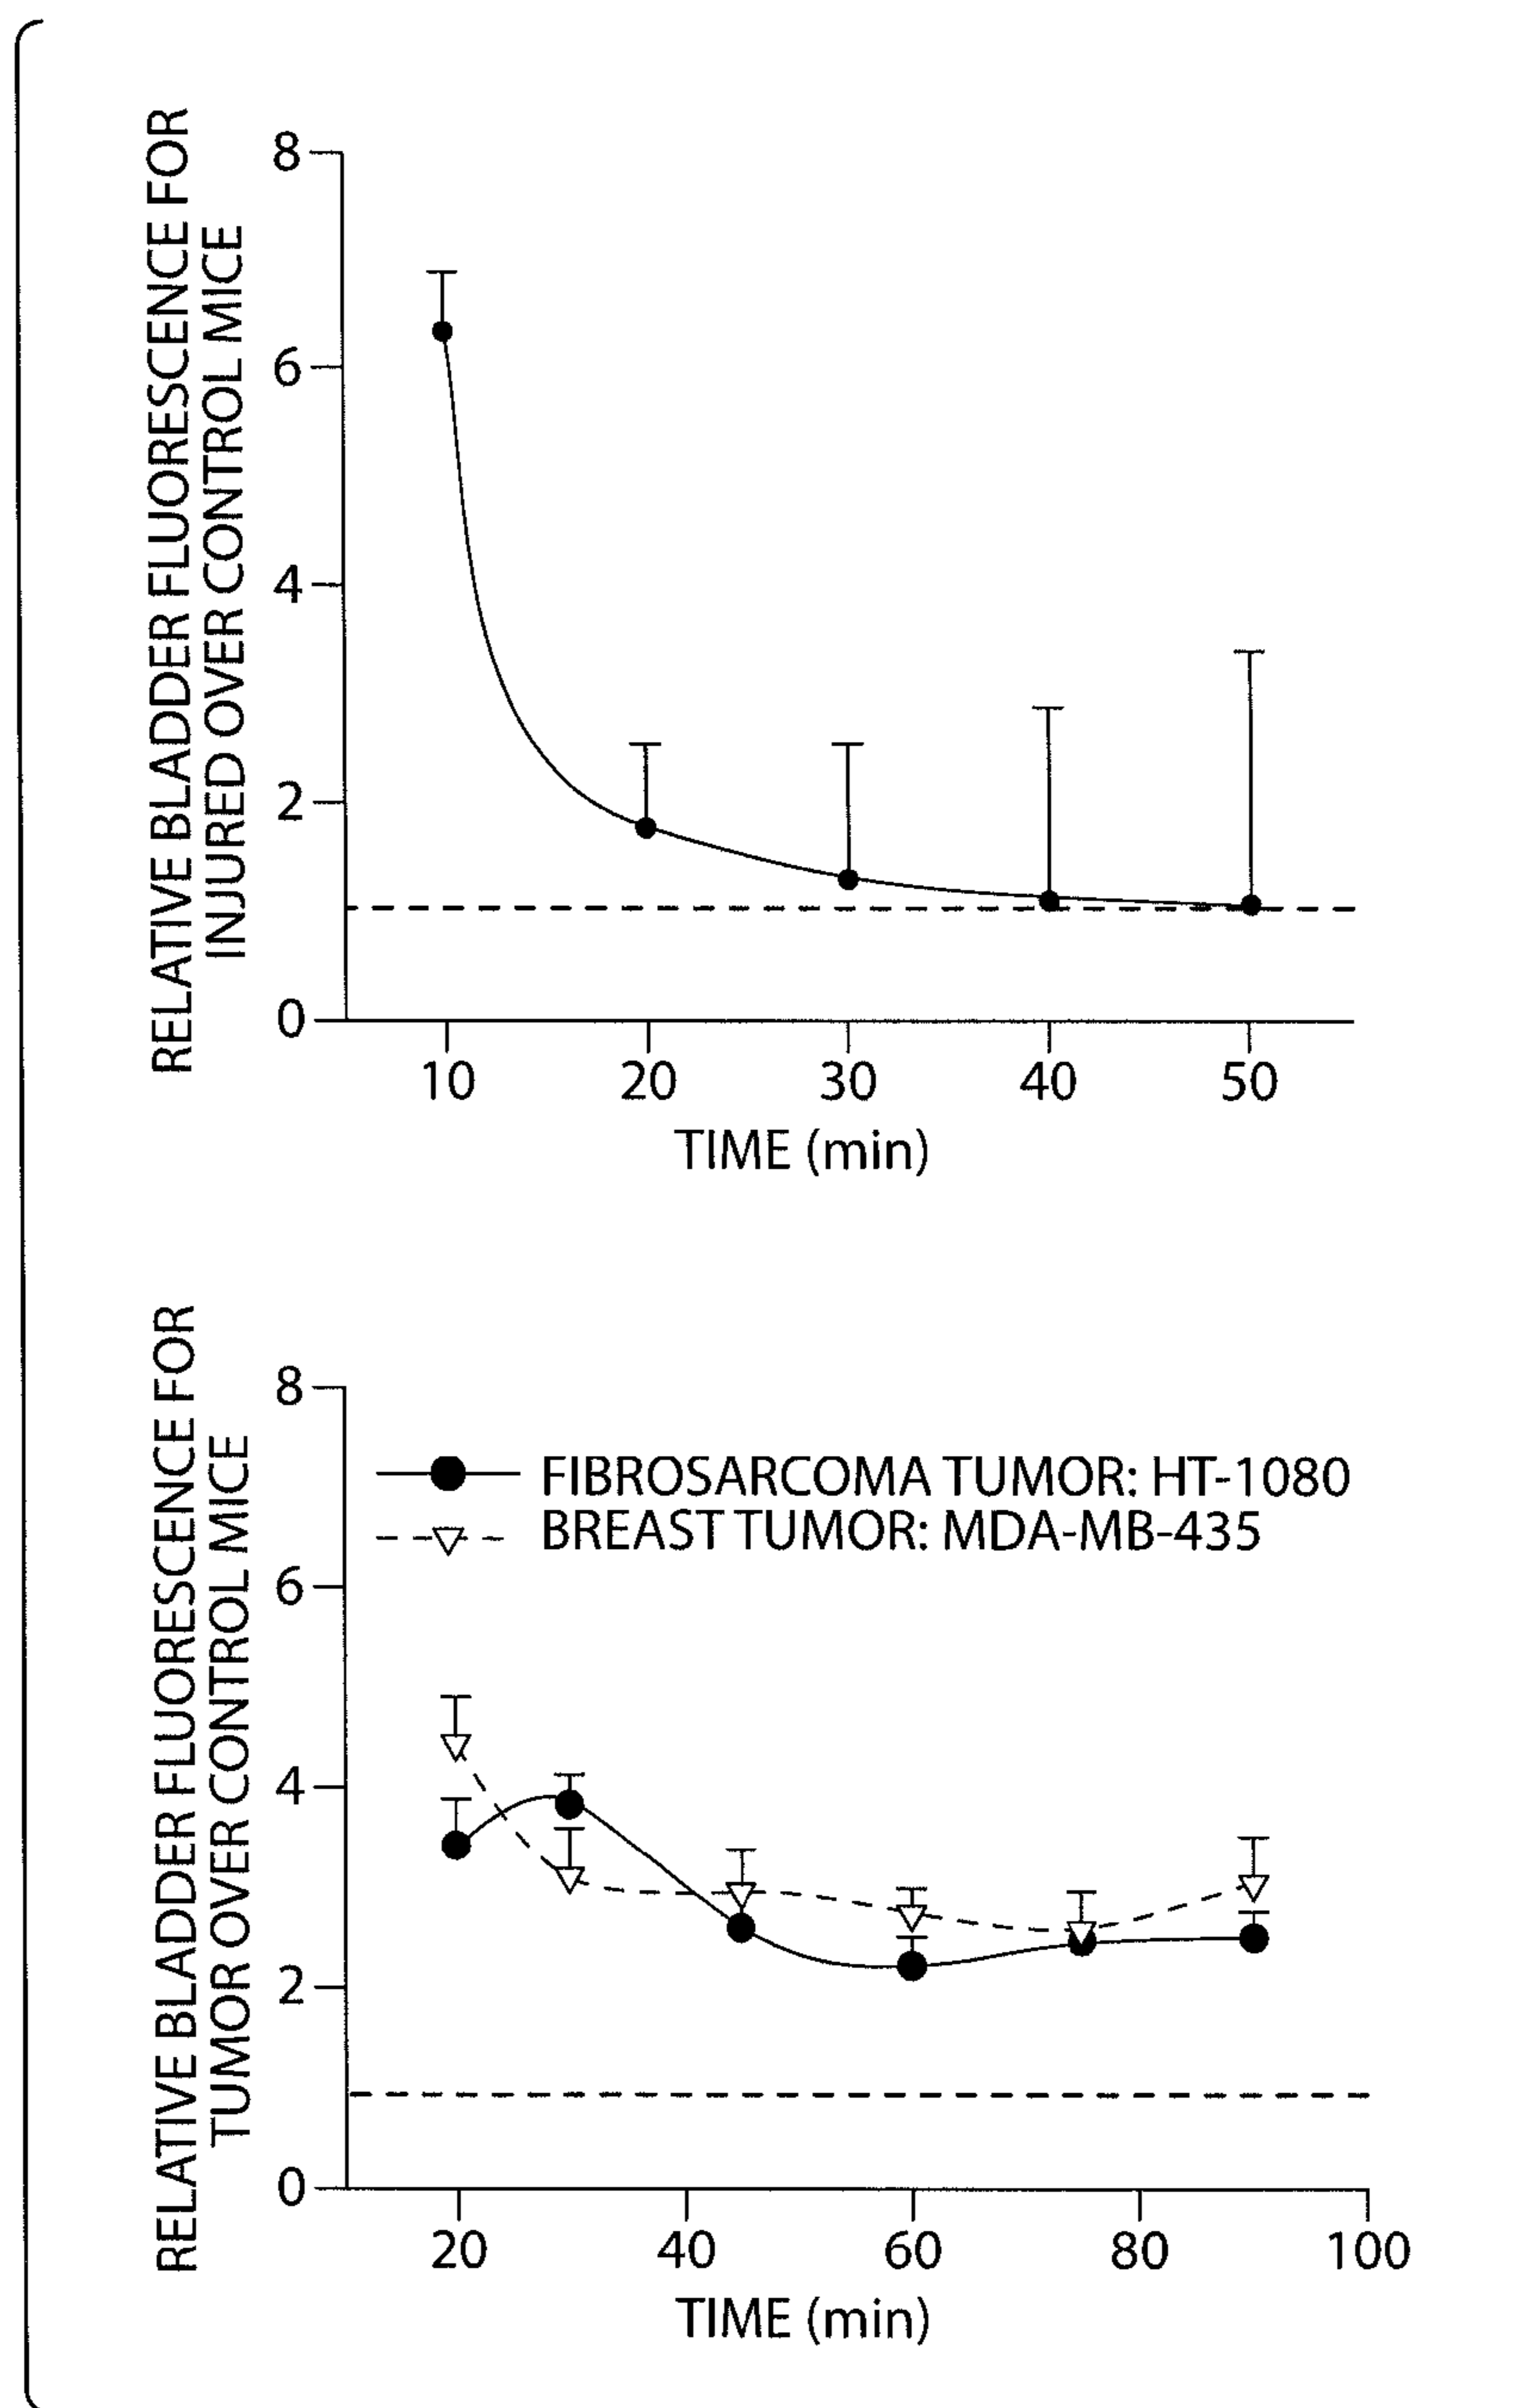 RELATIVE BLADDER FLUORESCENCE FOR
INJURED OVER CONTROL MICE
8
6
4
2
0
10 20 30 40 50
TIME (min)
RELATIVE BLADDER FLUORESCENCE FOR
TUMOR OVER CONTROL MICE
8
FIBROSARCOMA TUMOR: HT-1080
BREAST TUMOR: MDA-MB-435
6
4
2
0
20 40 60 80 100
TIME (min)